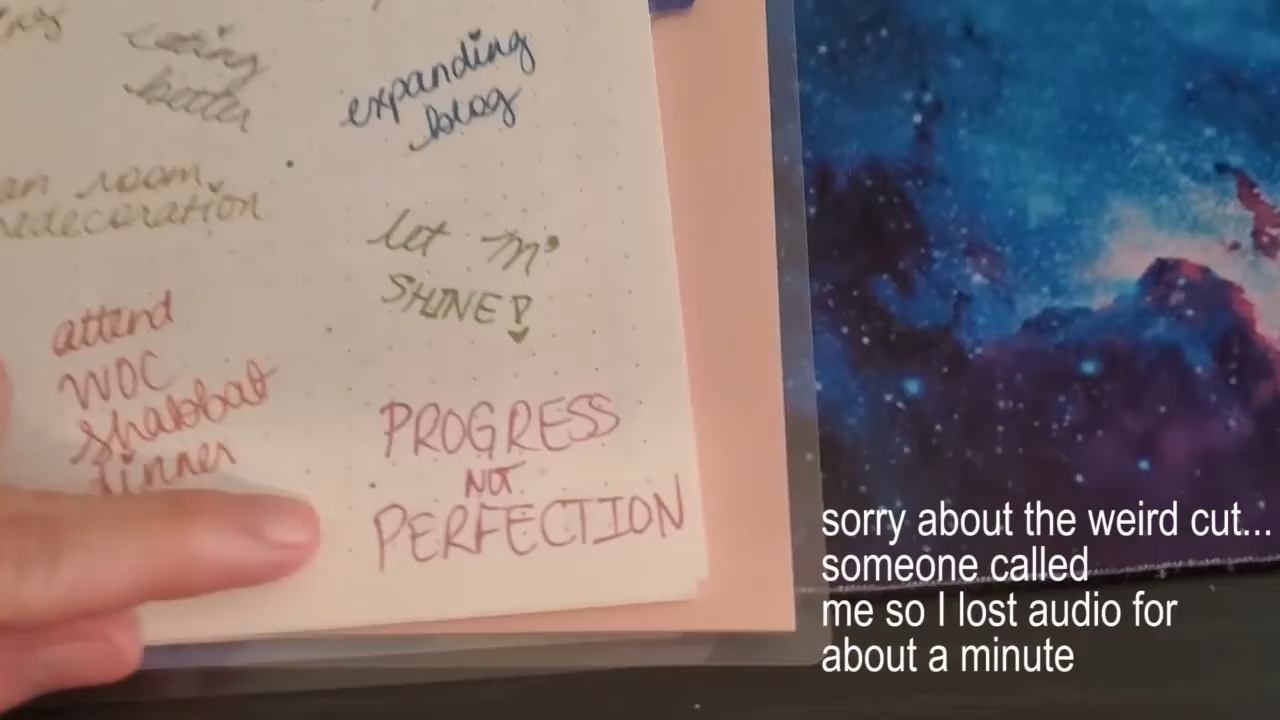 eating
better
expanding
blog
an room
redecoration
let m
SHINE!
attend
WOC
shabbat
dinner
PROGRESS
NOT
PERFECTION
sorry about the weird cut...
someone called
me so I lost audio for
about a minute